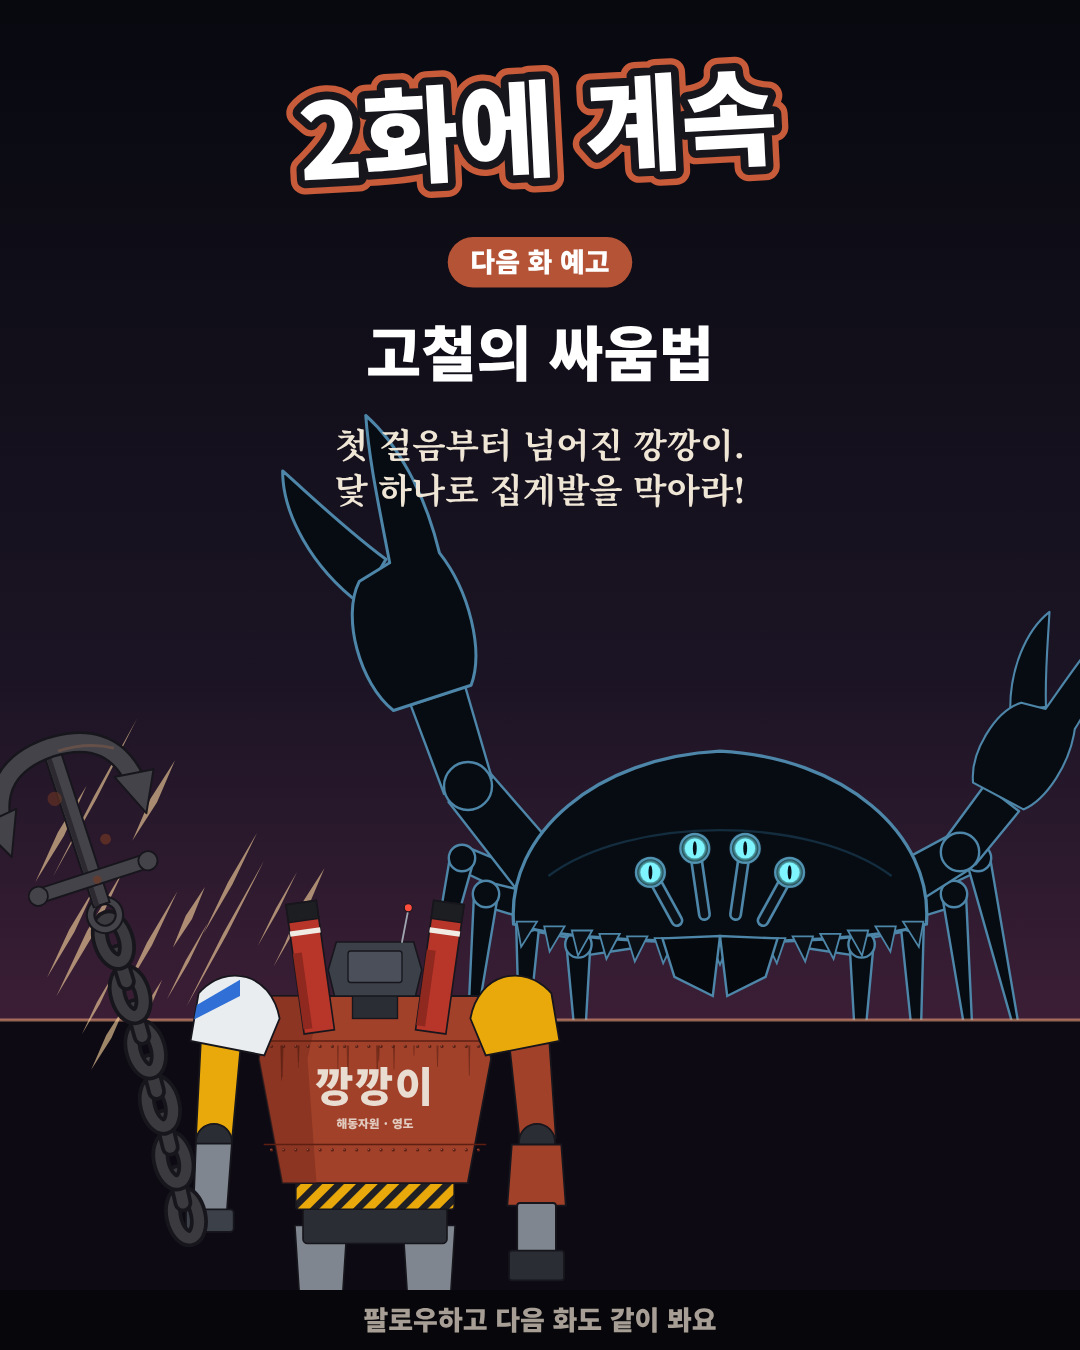 2화에 계속
다음 화 예고
고철의 싸움법
첫 걸음부터 넘어진 깡깡이.
닻 하나로 집게발을 막아라!
깡깡이
해동자원 · 영도
팔로우하고 다음 화도 같이 봐요